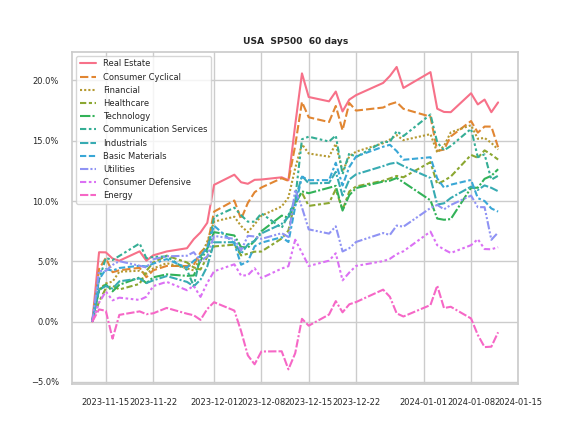 USA SP500 60 days
Real Estate
Consumer Cyclical
Financial
Healthcare
Technology
Communication Services
Industrials
Basic Materials
Utilities
Consumer Defensive
Energy
20.0%
15.0%
10.0%
5.0%
0.0%
−5.0%
2023-11-15 2023-11-22 2023-12-01 2023-12-08 2023-12-15 2023-12-22 2024-01-01 2024-01-08 2024-01-15